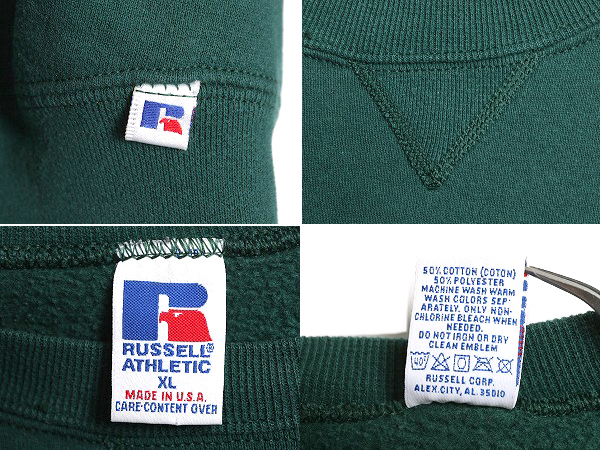 R
R
RUSSELL®
ATHLETIC
XL
MADE IN U.S.A.
CARE-CONTENT OVER
50% COTTON (COTON)
50% POLYESTER
MACHINE WASH WARM
WASH COLORS SEP-
ARATELY. ONLY NON-
CHLORINE BLEACH WHEN
NEEDED.
DO NOT IRON OR DRY
CLEAN EMBLEM
40°
RUSSELL CORP.
ALEX.CITY, AL. 35010